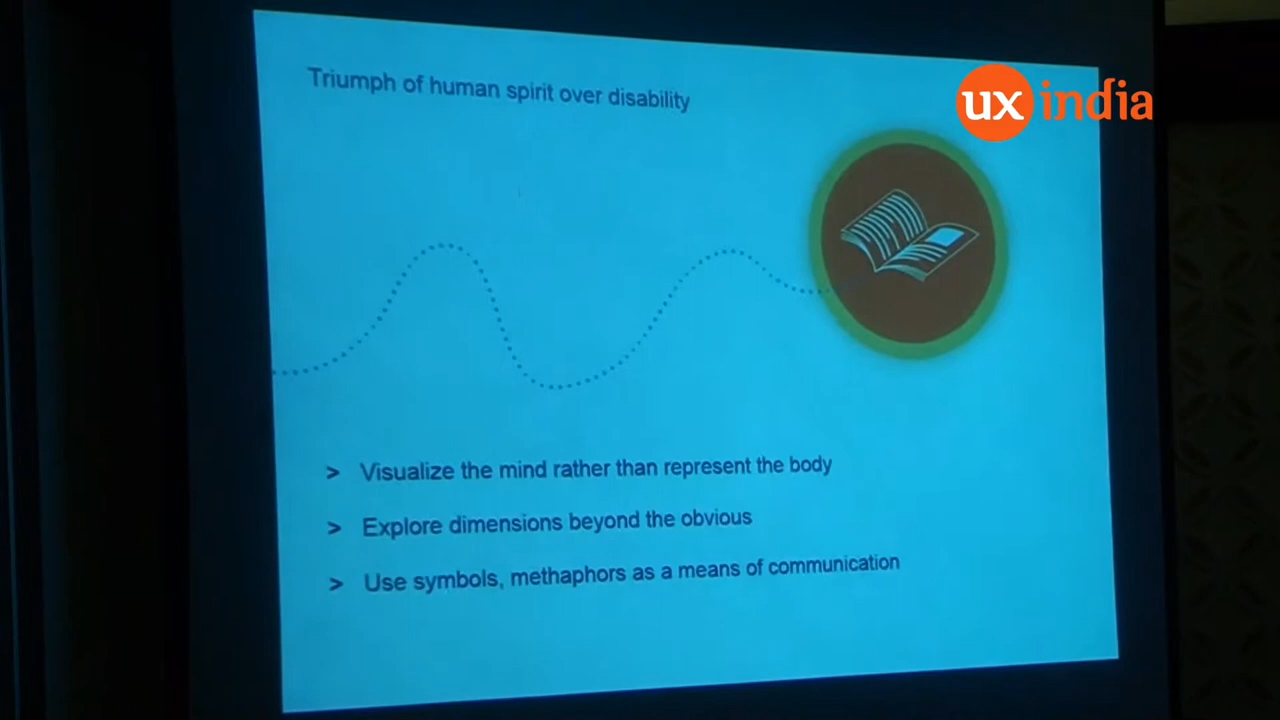 Triumph of human spirit over disability
ux india
> Visualize the mind rather than represent the body
> Explore dimensions beyond the obvious
> Use symbols, methaphors as a means of communication